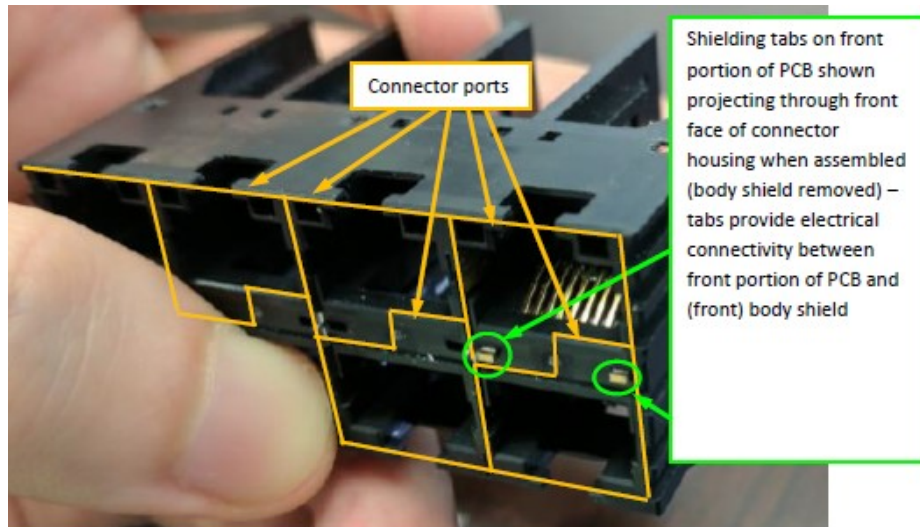 Connector ports
Shielding tabs on front
portion of PCB shown
projecting through front
face of connector
housing when assembled
(body shield removed) –
tabs provide electrical
connectivity between
front portion of PCB and
(front) body shield